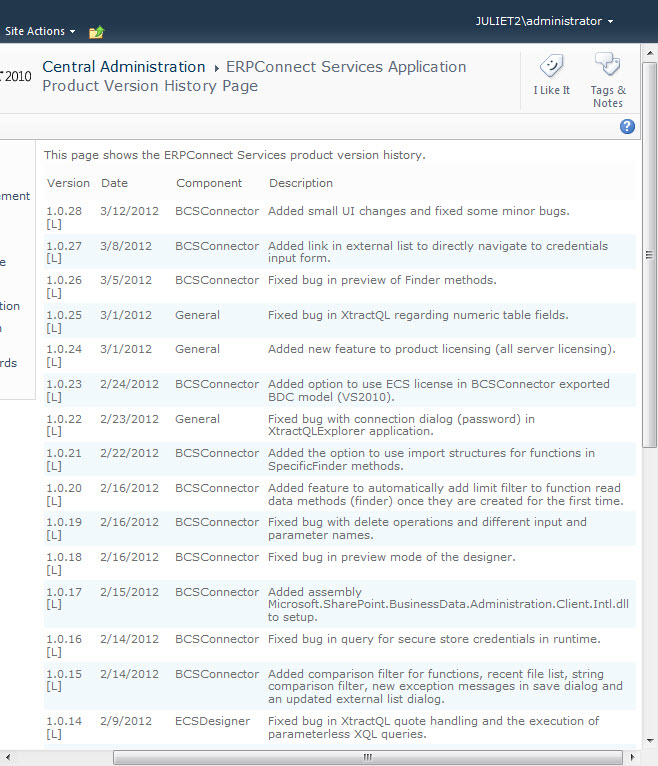 JULIET2\administrator
Site Actions
2010
Central Administration ▸ ERPConnect Services Application
Product Version History Page
I Like It
Tags &
Notes
This page shows the ERPConnect Services product version history.
Version Date Component Description
1.0.28 3/12/2012 BCSConnector Added small UI changes and fixed some minor bugs.
[L]
1.0.27 3/8/2012 BCSConnector Added link in external list to directly navigate to credentials
[L] input form.
ement
1.0.26 3/5/2012 BCSConnector Fixed bug in preview of Finder methods.
[L]
e
1.0.25 3/1/2012 General Fixed bug in XtractQL regarding numeric table fields.
[L]
tion
n
1.0.24 3/1/2012 General Added new feature to product licensing (all server licensing).
[L]
rds
1.0.23 2/24/2012 BCSConnector Added option to use ECS license in BCSConnector exported
[L] BDC model (VS2010).
1.0.22 2/23/2012 General Fixed bug with connection dialog (password) in
[L] XtractQLExplorer application.
1.0.21 2/22/2012 BCSConnector Added the option to use import structures for functions in
[L] SpecificFinder methods.
1.0.20 2/16/2012 BCSConnector Added feature to automatically add limit filter to function read
[L] data methods (finder) once they are created for the first time.
1.0.19 2/16/2012 BCSConnector Fixed bug with delete operations and different input and
[L] parameter names.
1.0.18 2/16/2012 BCSConnector Fixed bug in preview mode of the designer.
[L]
1.0.17 2/15/2012 BCSConnector Added assembly
[L] Microsoft.SharePoint.BusinessData.Administration.Client.Intl.dll
to setup.
1.0.16 2/14/2012 BCSConnector Fixed bug in query for secure store credentials in runtime.
[L]
1.0.15 2/14/2012 BCSConnector Added comparison filter for functions, recent file list, string
[L] comparison filter, new exception messages in save dialog and
an updated external list dialog.
1.0.14 2/9/2012 ECSDesigner Fixed bug in XtractQL quote handling and the execution of
[L] parameterless XQL queries.